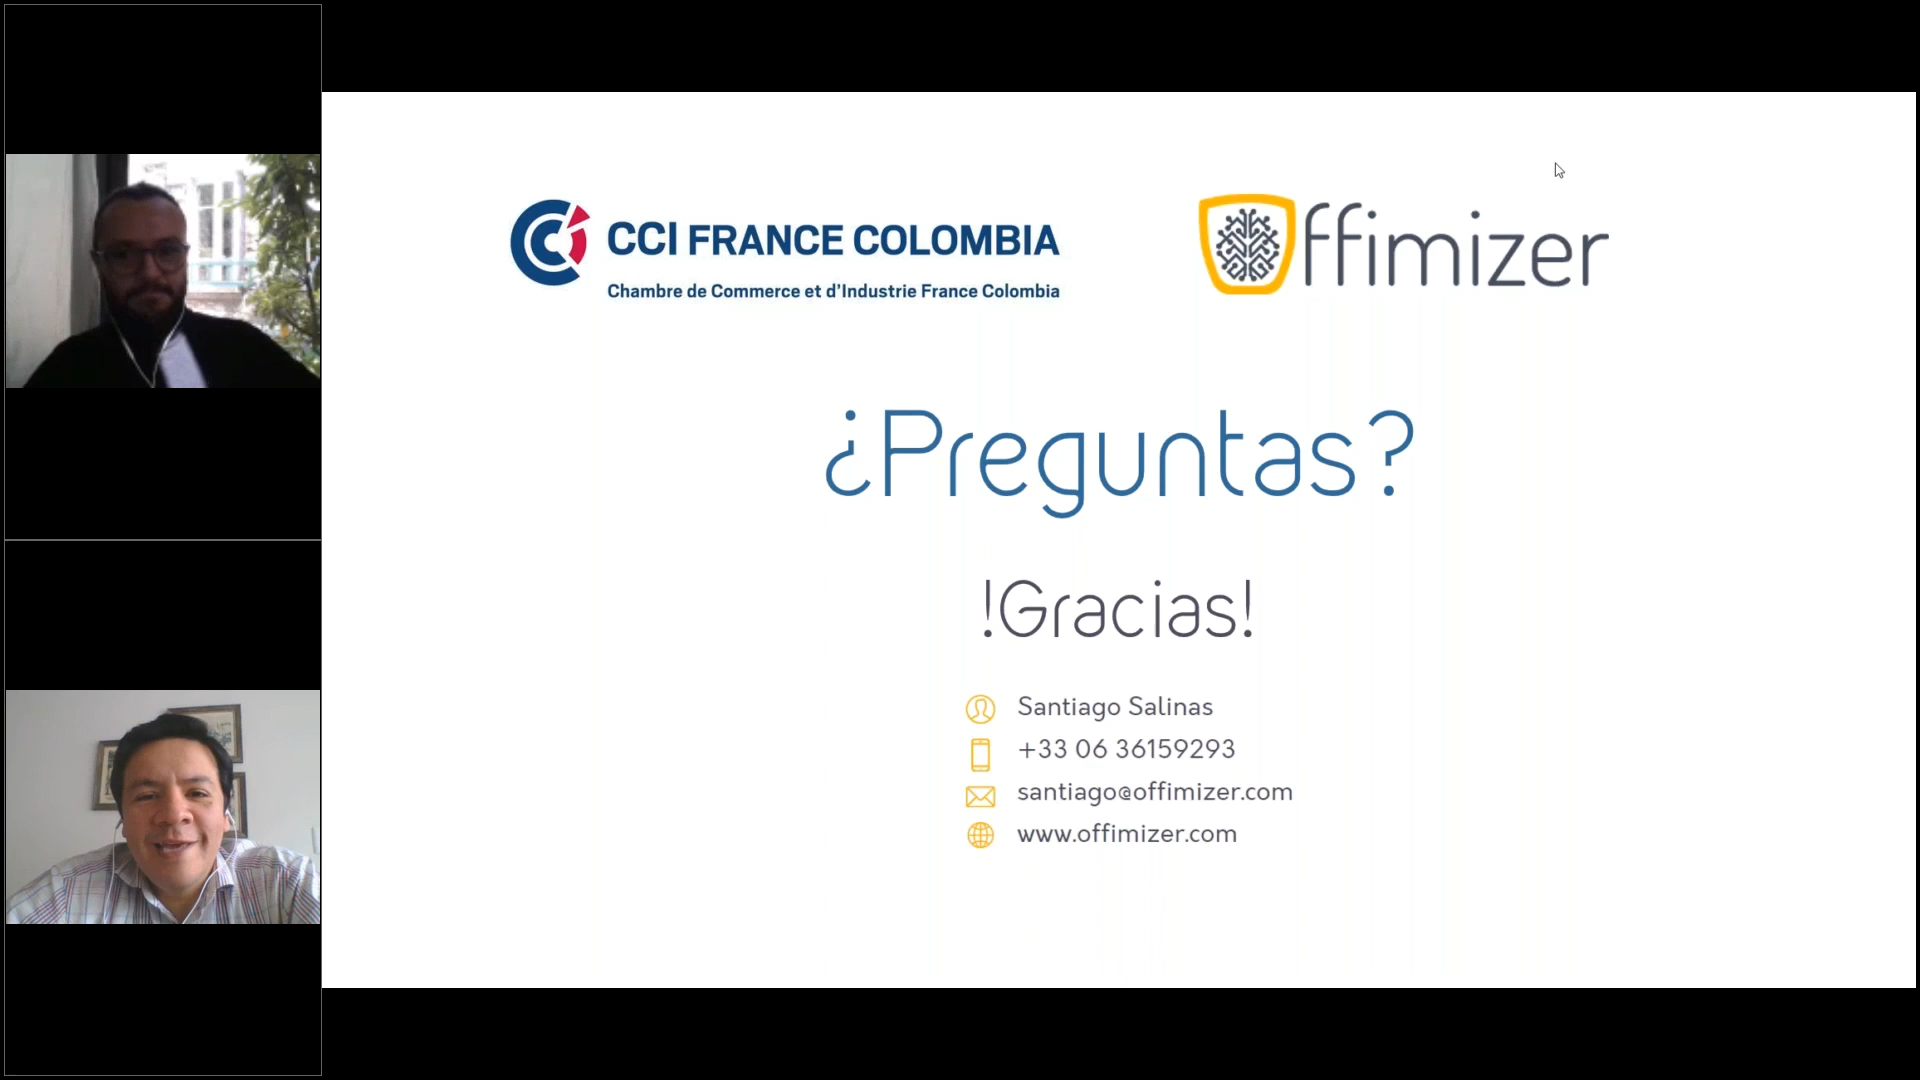 CCI FRANCE COLOMBIA
Chambre de Commerce et d'Industrie France Colombia
Offimizer
¿Preguntas?
!Gracias!
Santiago Salinas
+33 06 36159293
santiago@offimizer.com
www.offimizer.com